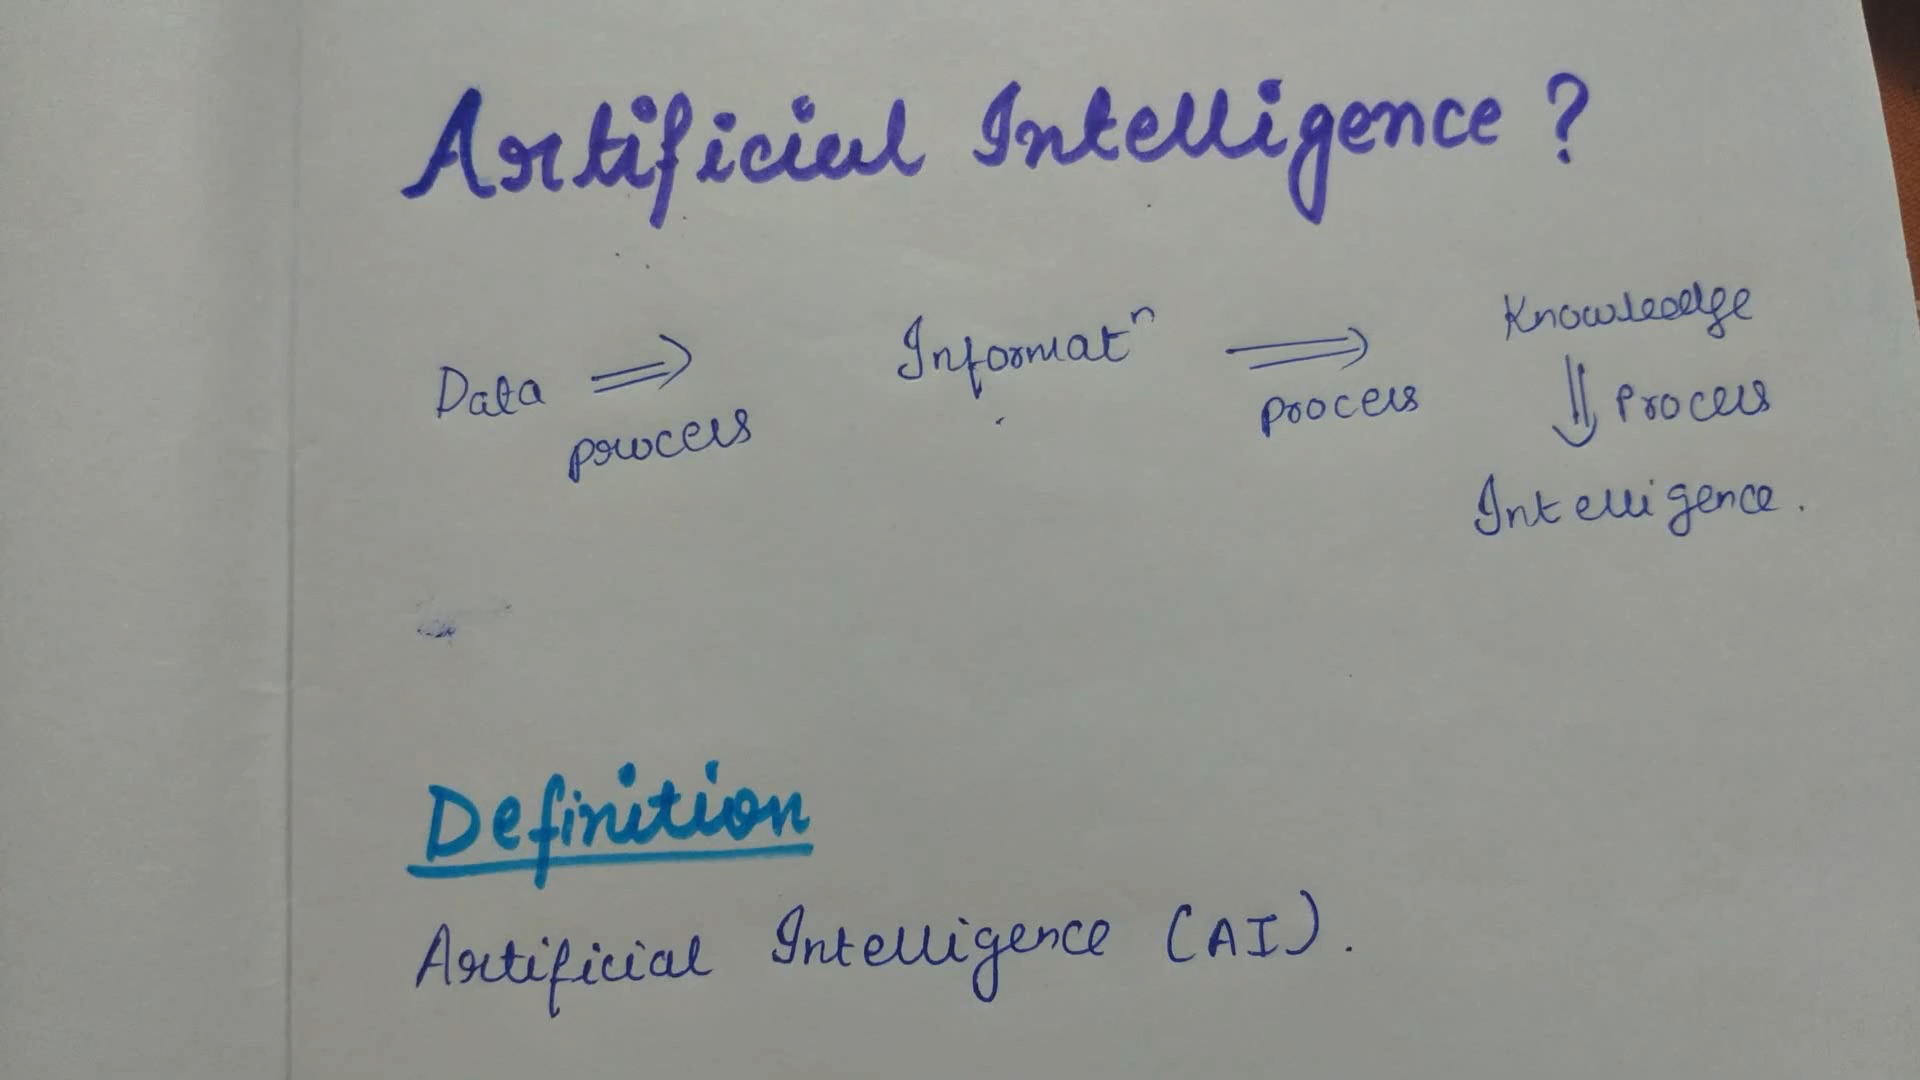 Artificial Intelligence ?
Data ⇒ Informatⁿ ⇒ Knowledge
process process ⇓ Process
Intelligence.
Definition
Artificial Intelligence (AI).